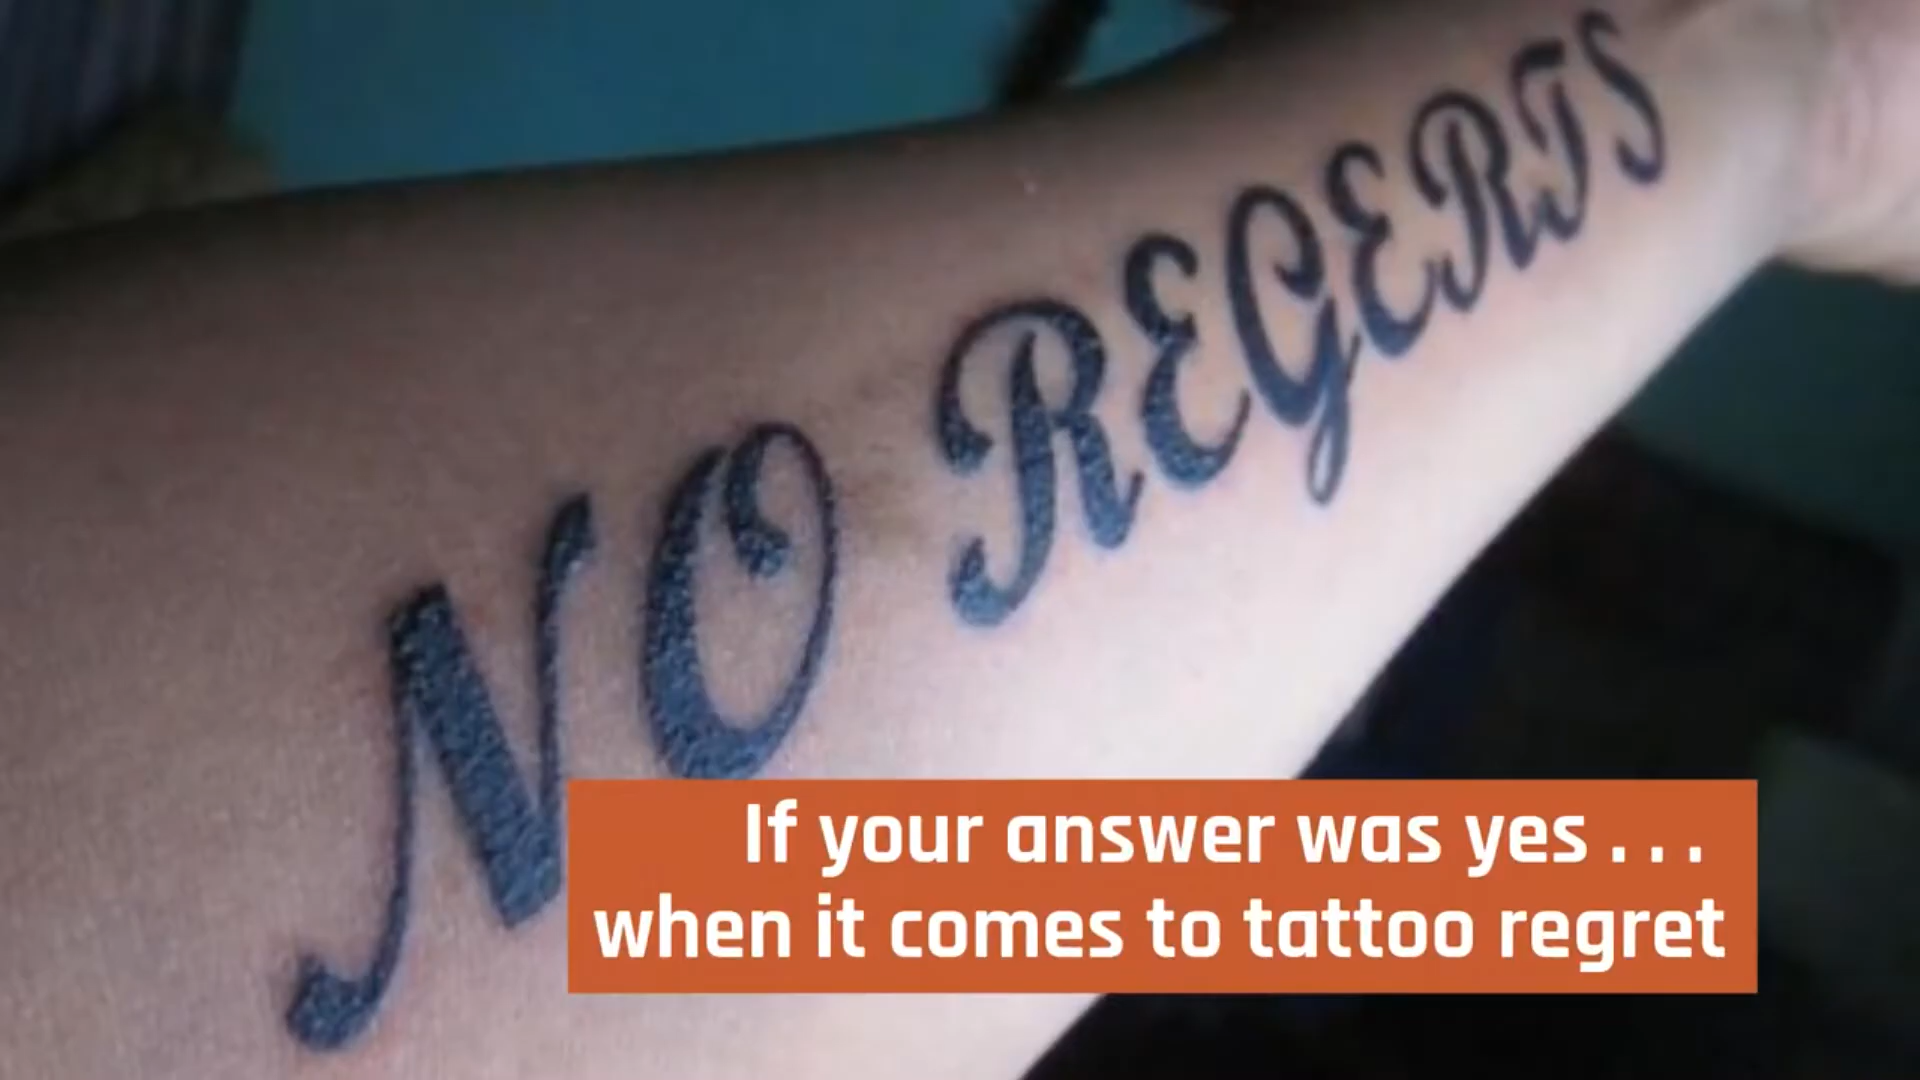 NO REGERTS
If your answer was yes . . .
when it comes to tattoo regret